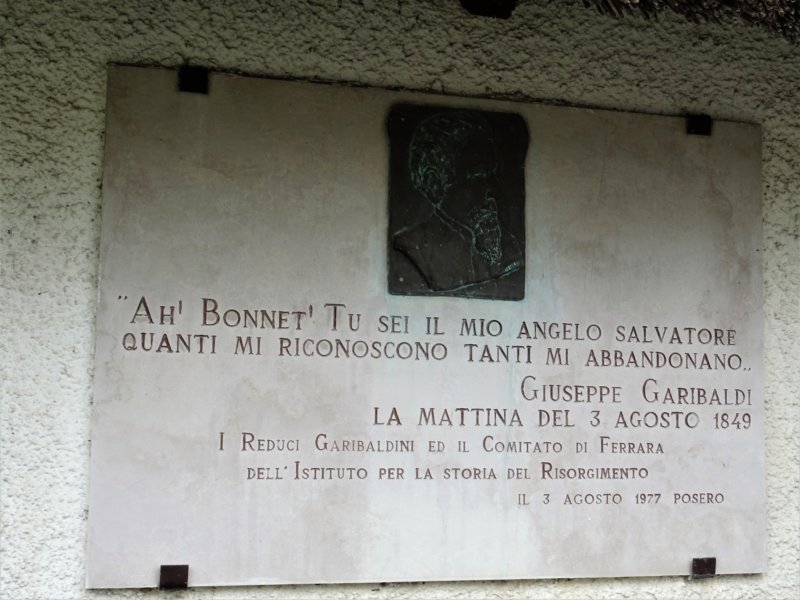 "AH! BONNET! TU SEI IL MIO ANGELO SALVATORE
QUANTI MI RICONOSCONO TANTI MI ABBANDONANO..
GIUSEPPE GARIBALDI
LA MATTINA DEL 3 AGOSTO 1849
I REDUCI GARIBALDINI ED IL COMITATO DI FERRARA
DELL'ISTITUTO PER LA STORIA DEL RISORGIMENTO
IL 3 AGOSTO 1977 POSERO